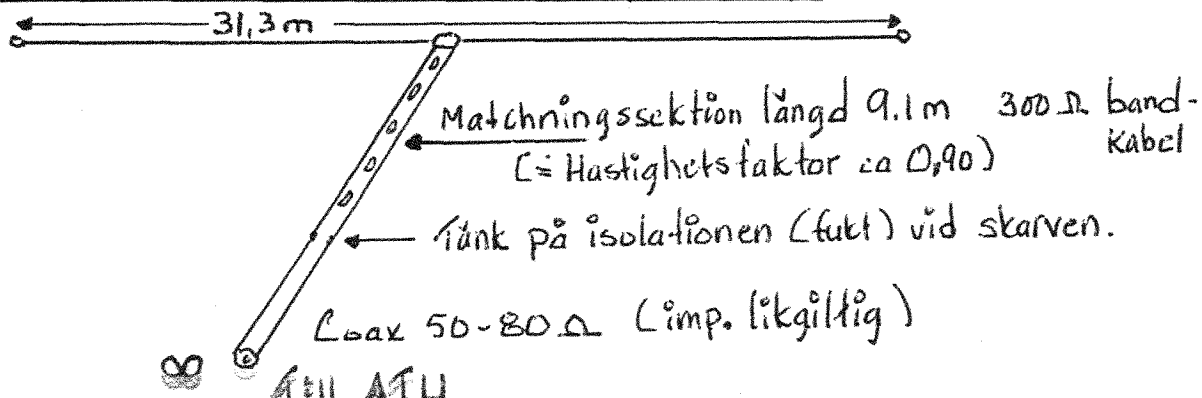 31,3 m
Matchningssektion längd 9.1 m 300 Ω band-
kabel
(= Hastighetsfaktor ca 0,90)
Tänk på isolationen (fukt) vid skarven.
Coax 50-80 Ω (imp. likgiltig)
Till ATU